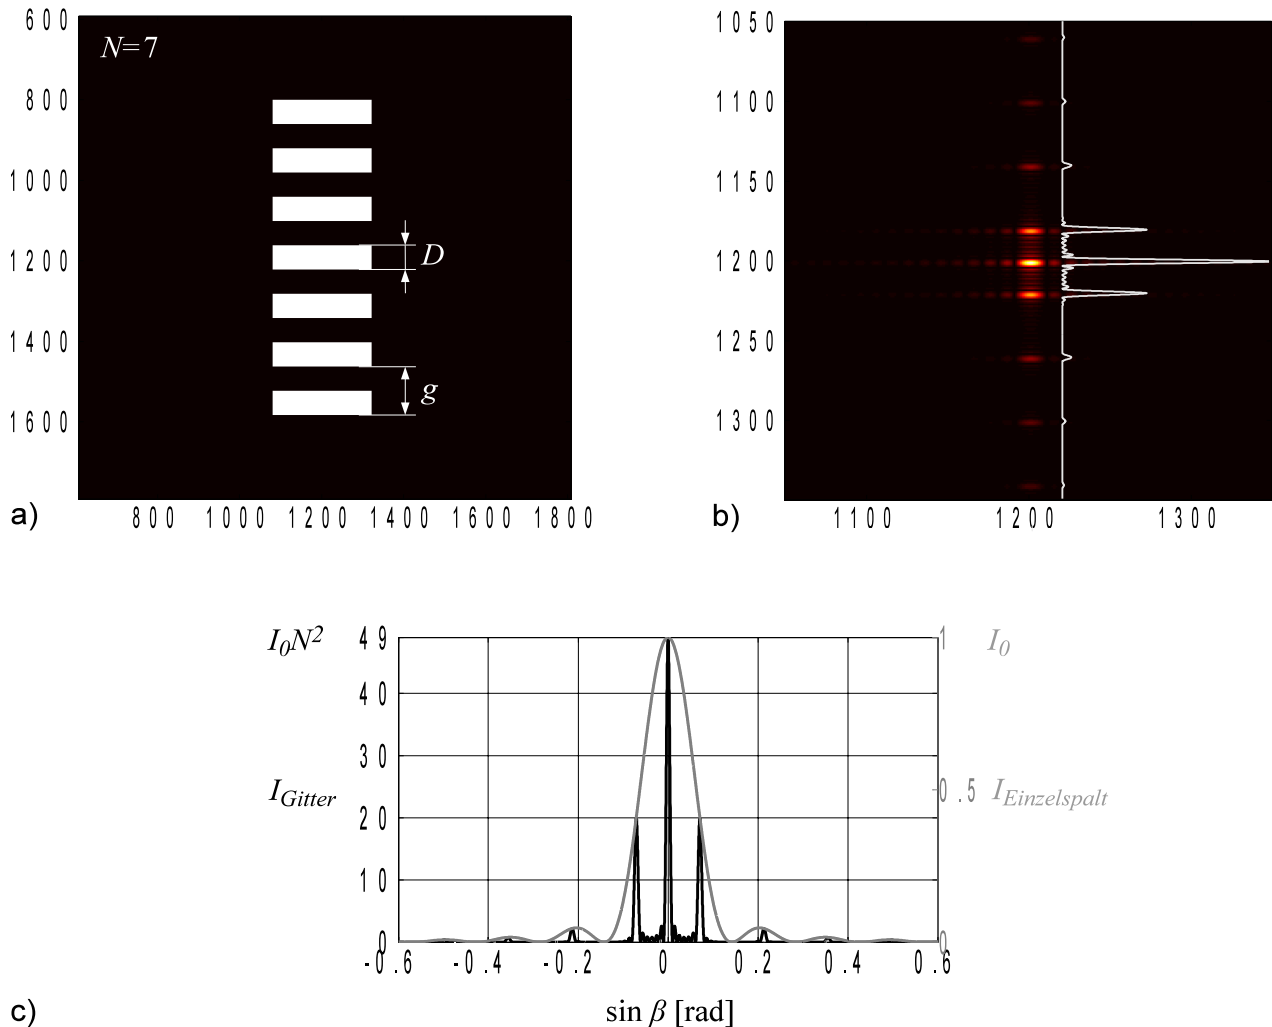 600
N=7
800
1000
1200
1400
1600
D
g
a)
800 1000 1200 1400 1600 1800
1050
1100
1150
1200
1250
1300
b)
1100 1200 1300
I0N2 49 1 I0
40
30
IGitter 0.5 IEinzelspalt
20
10
0 0
-0.6 -0.4 -0.2 0 0.2 0.4 0.6
c)
sin β [rad]